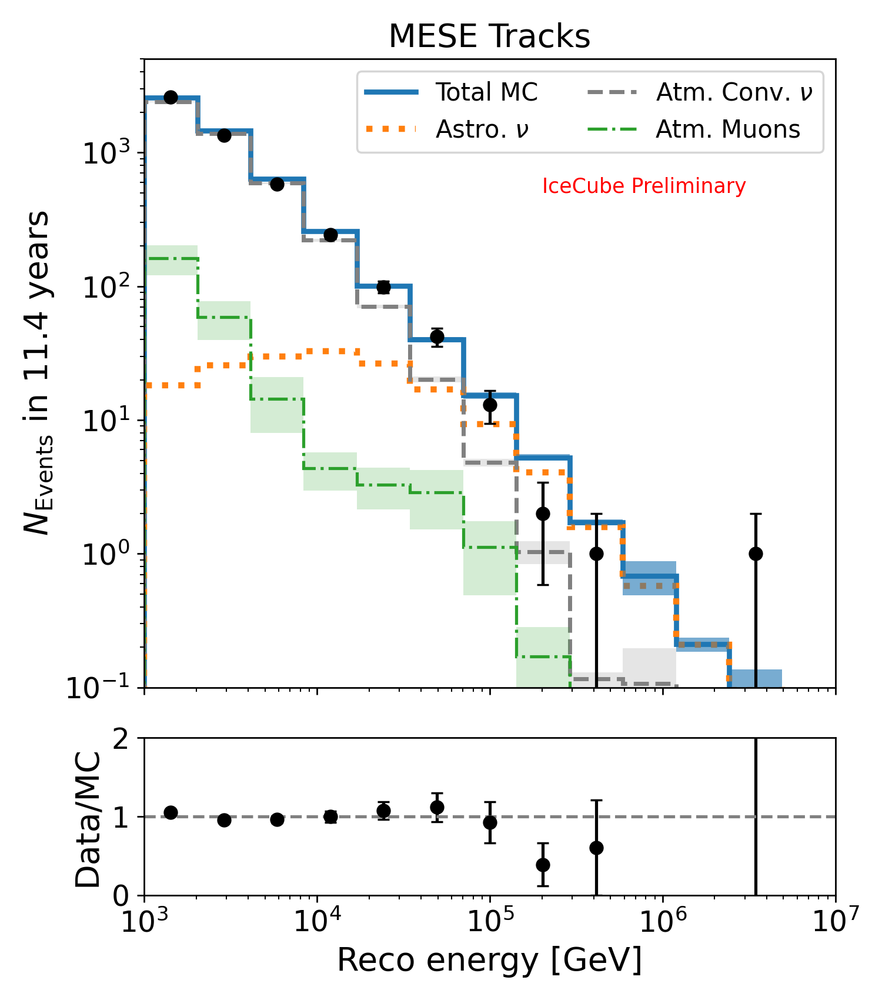 MESE Tracks
Total MC
Astro. ν
Atm. Conv. ν
Atm. Muons
IceCube Preliminary
N_Events in 11.4 years
10³
10²
10¹
10⁰
10⁻¹
Data/MC
2
1
0
10³ 10⁴ 10⁵ 10⁶ 10⁷
Reco energy [GeV]